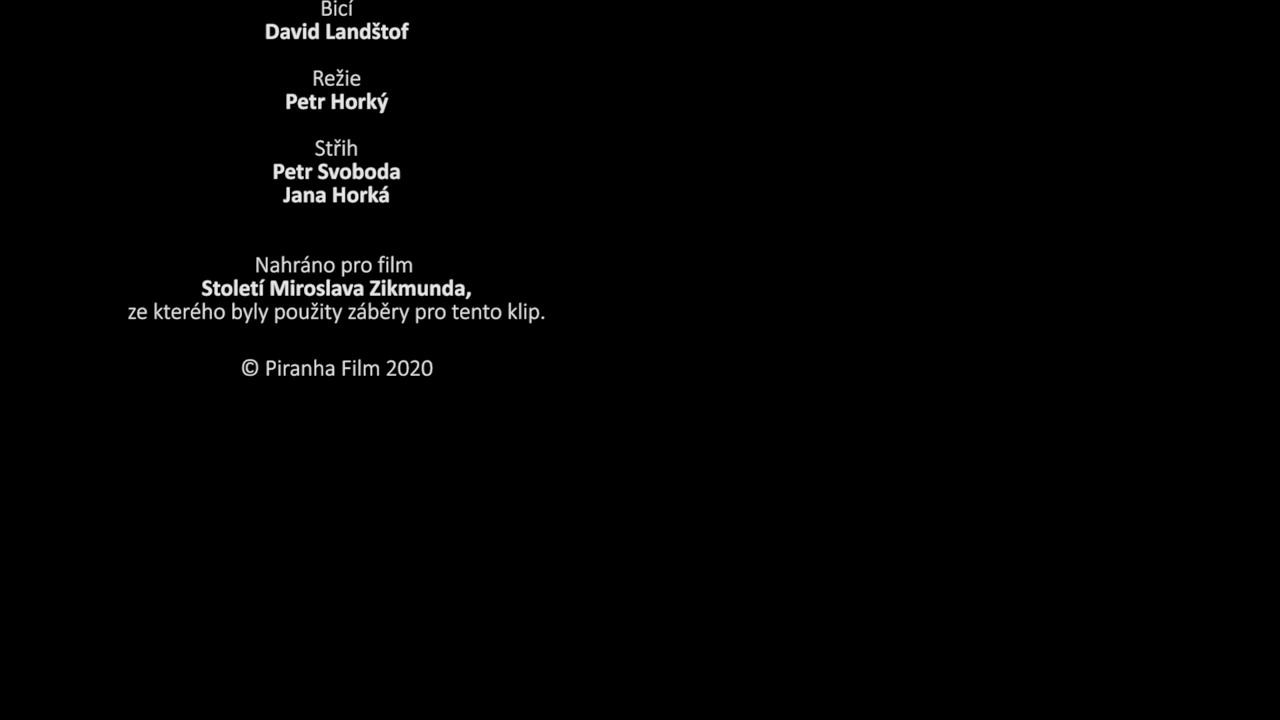 Bicí
David Landštof
Režie
Petr Horký
Střih
Petr Svoboda
Jana Horká
Nahráno pro film
Století Miroslava Zikmunda,
ze kterého byly použity záběry pro tento klip.
© Piranha Film 2020